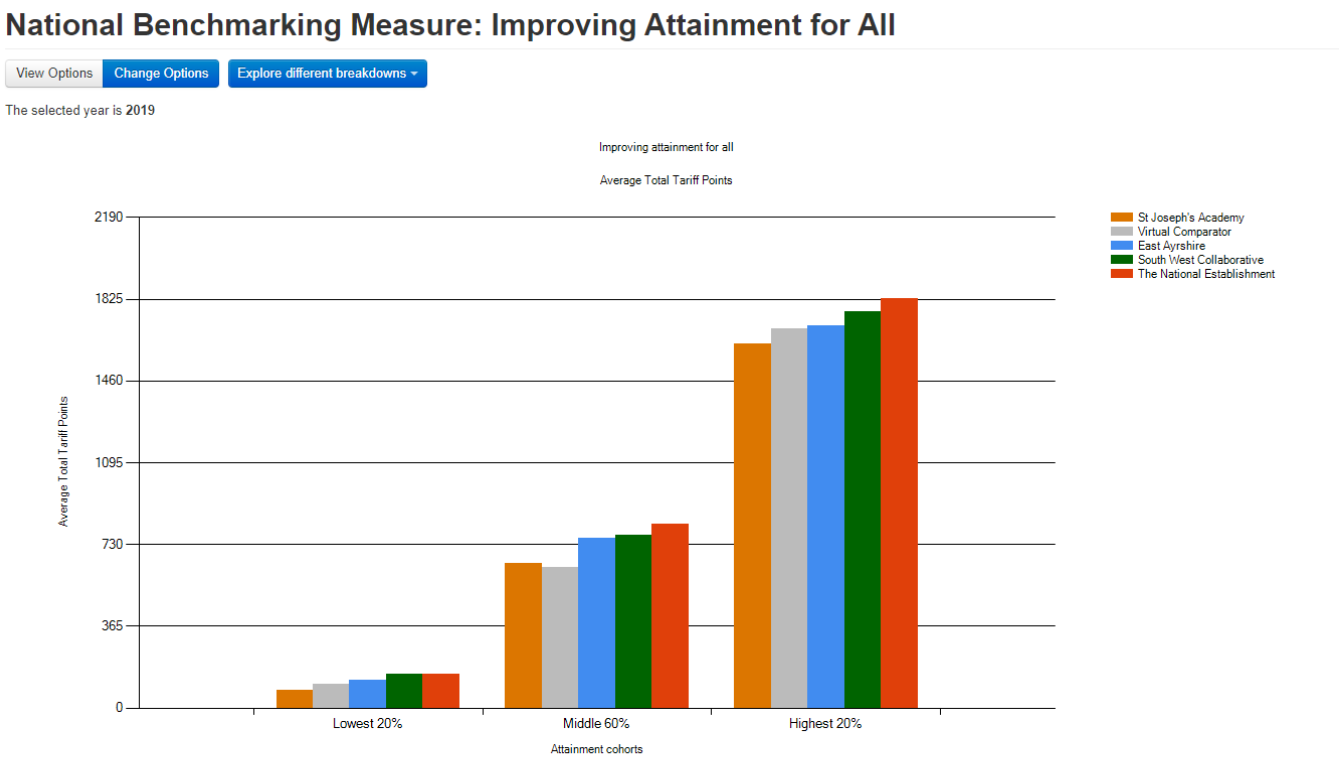 National Benchmarking Measure: Improving Attainment for All
View Options Change Options Explore different breakdowns
The selected year is 2019
Improving attainment for all
Average Total Tariff Points
2190
1825
1460
1095
730
365
0
Average Total Tariff Points
St Joseph's Academy
Virtual Comparator
East Ayrshire
South West Collaborative
The National Establishment
Lowest 20% Middle 60% Highest 20%
Attainment cohorts